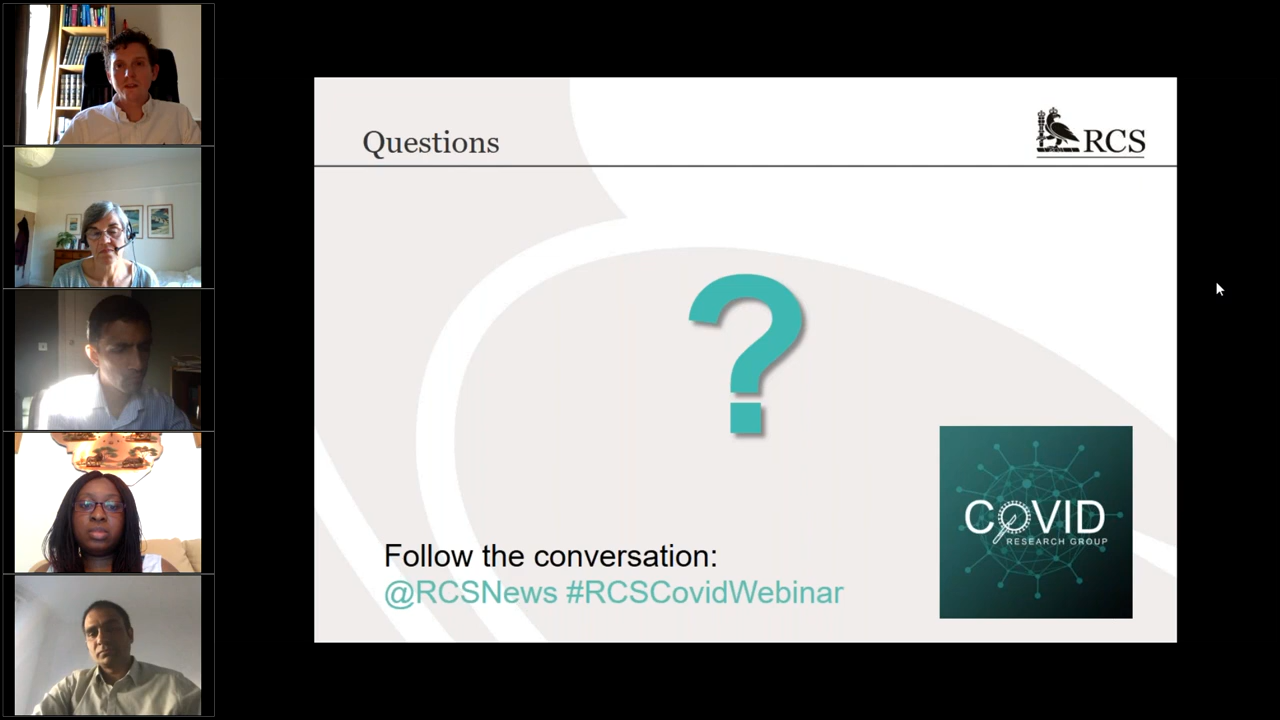 Questions
RCS
COVID
RESEARCH GROUP
Follow the conversation:
@RCSNews #RCSCovidWebinar